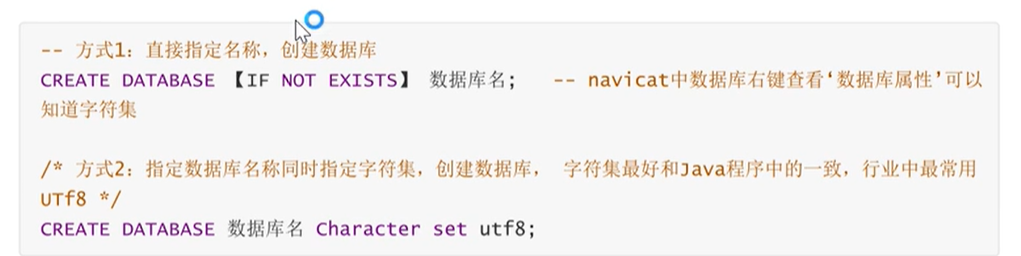 -- 方式1：直接指定名称，创建数据库
CREATE DATABASE 【IF NOT EXISTS】 数据库名;   -- navicat中数据库右键查看‘数据库属性’可以
知道字符集
/* 方式2：指定数据库名称同时指定字符集，创建数据库， 字符集最好和Java程序中的一致，行业中最常用
UTf8 */
CREATE DATABASE 数据库名 Character set utf8;